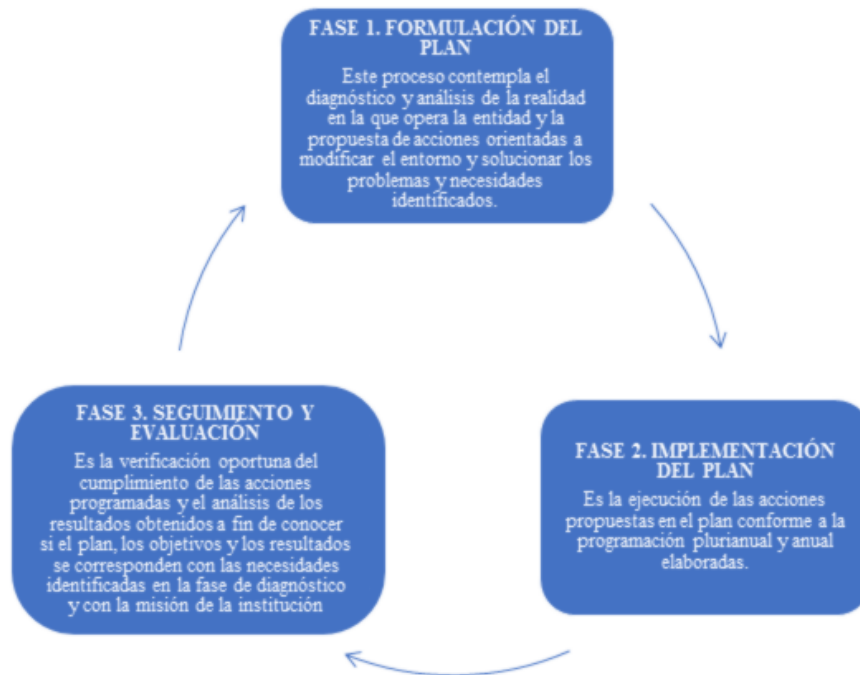 FASE 1. FORMULACIÓN DEL
PLAN
Este proceso contempla el
diagnóstico y análisis de la realidad
en la que opera la entidad y la
propuesta de acciones orientadas a
modificar el entorno y solucionar los
problemas y necesidades
identificados.
FASE 2. IMPLEMENTACIÓN
DEL PLAN
Es la ejecución de las acciones
propuestas en el plan conforme a la
programación plurianual y anual
elaboradas.
FASE 3. SEGUIMIENTO Y
EVALUACIÓN
Es la verificación oportuna del
cumplimiento de las acciones
programadas y el análisis de los
resultados obtenidos a fin de conocer
si el plan, los objetivos y los resultados
se corresponden con las necesidades
identificadas en la fase de diagnóstico
y con la misión de la institución